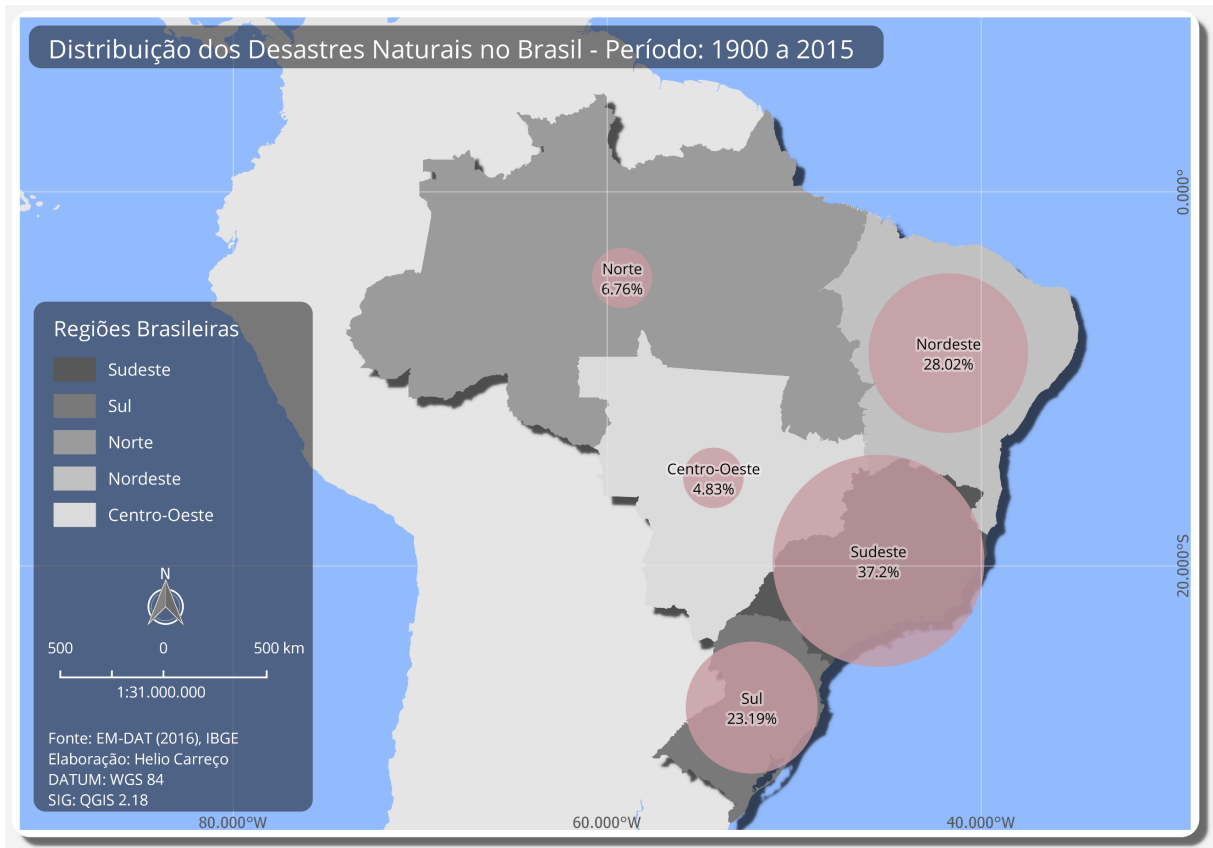 Distribuição dos Desastres Naturais no Brasil - Período: 1900 a 2015
0.000°
Norte
6.76%
Regiões Brasileiras
Sudeste
Sul
Norte
Nordeste
Centro-Oeste
Nordeste
28.02%
Centro-Oeste
4.83%
Sudeste
37.2%
20.000°S
N
500 0 500 km
1:31.000.000
Sul
23.19%
Fonte: EM-DAT (2016), IBGE
Elaboração: Helio Carreço
DATUM: WGS 84
SIG: QGIS 2.18
80.000°W 60.000°W 40.000°W